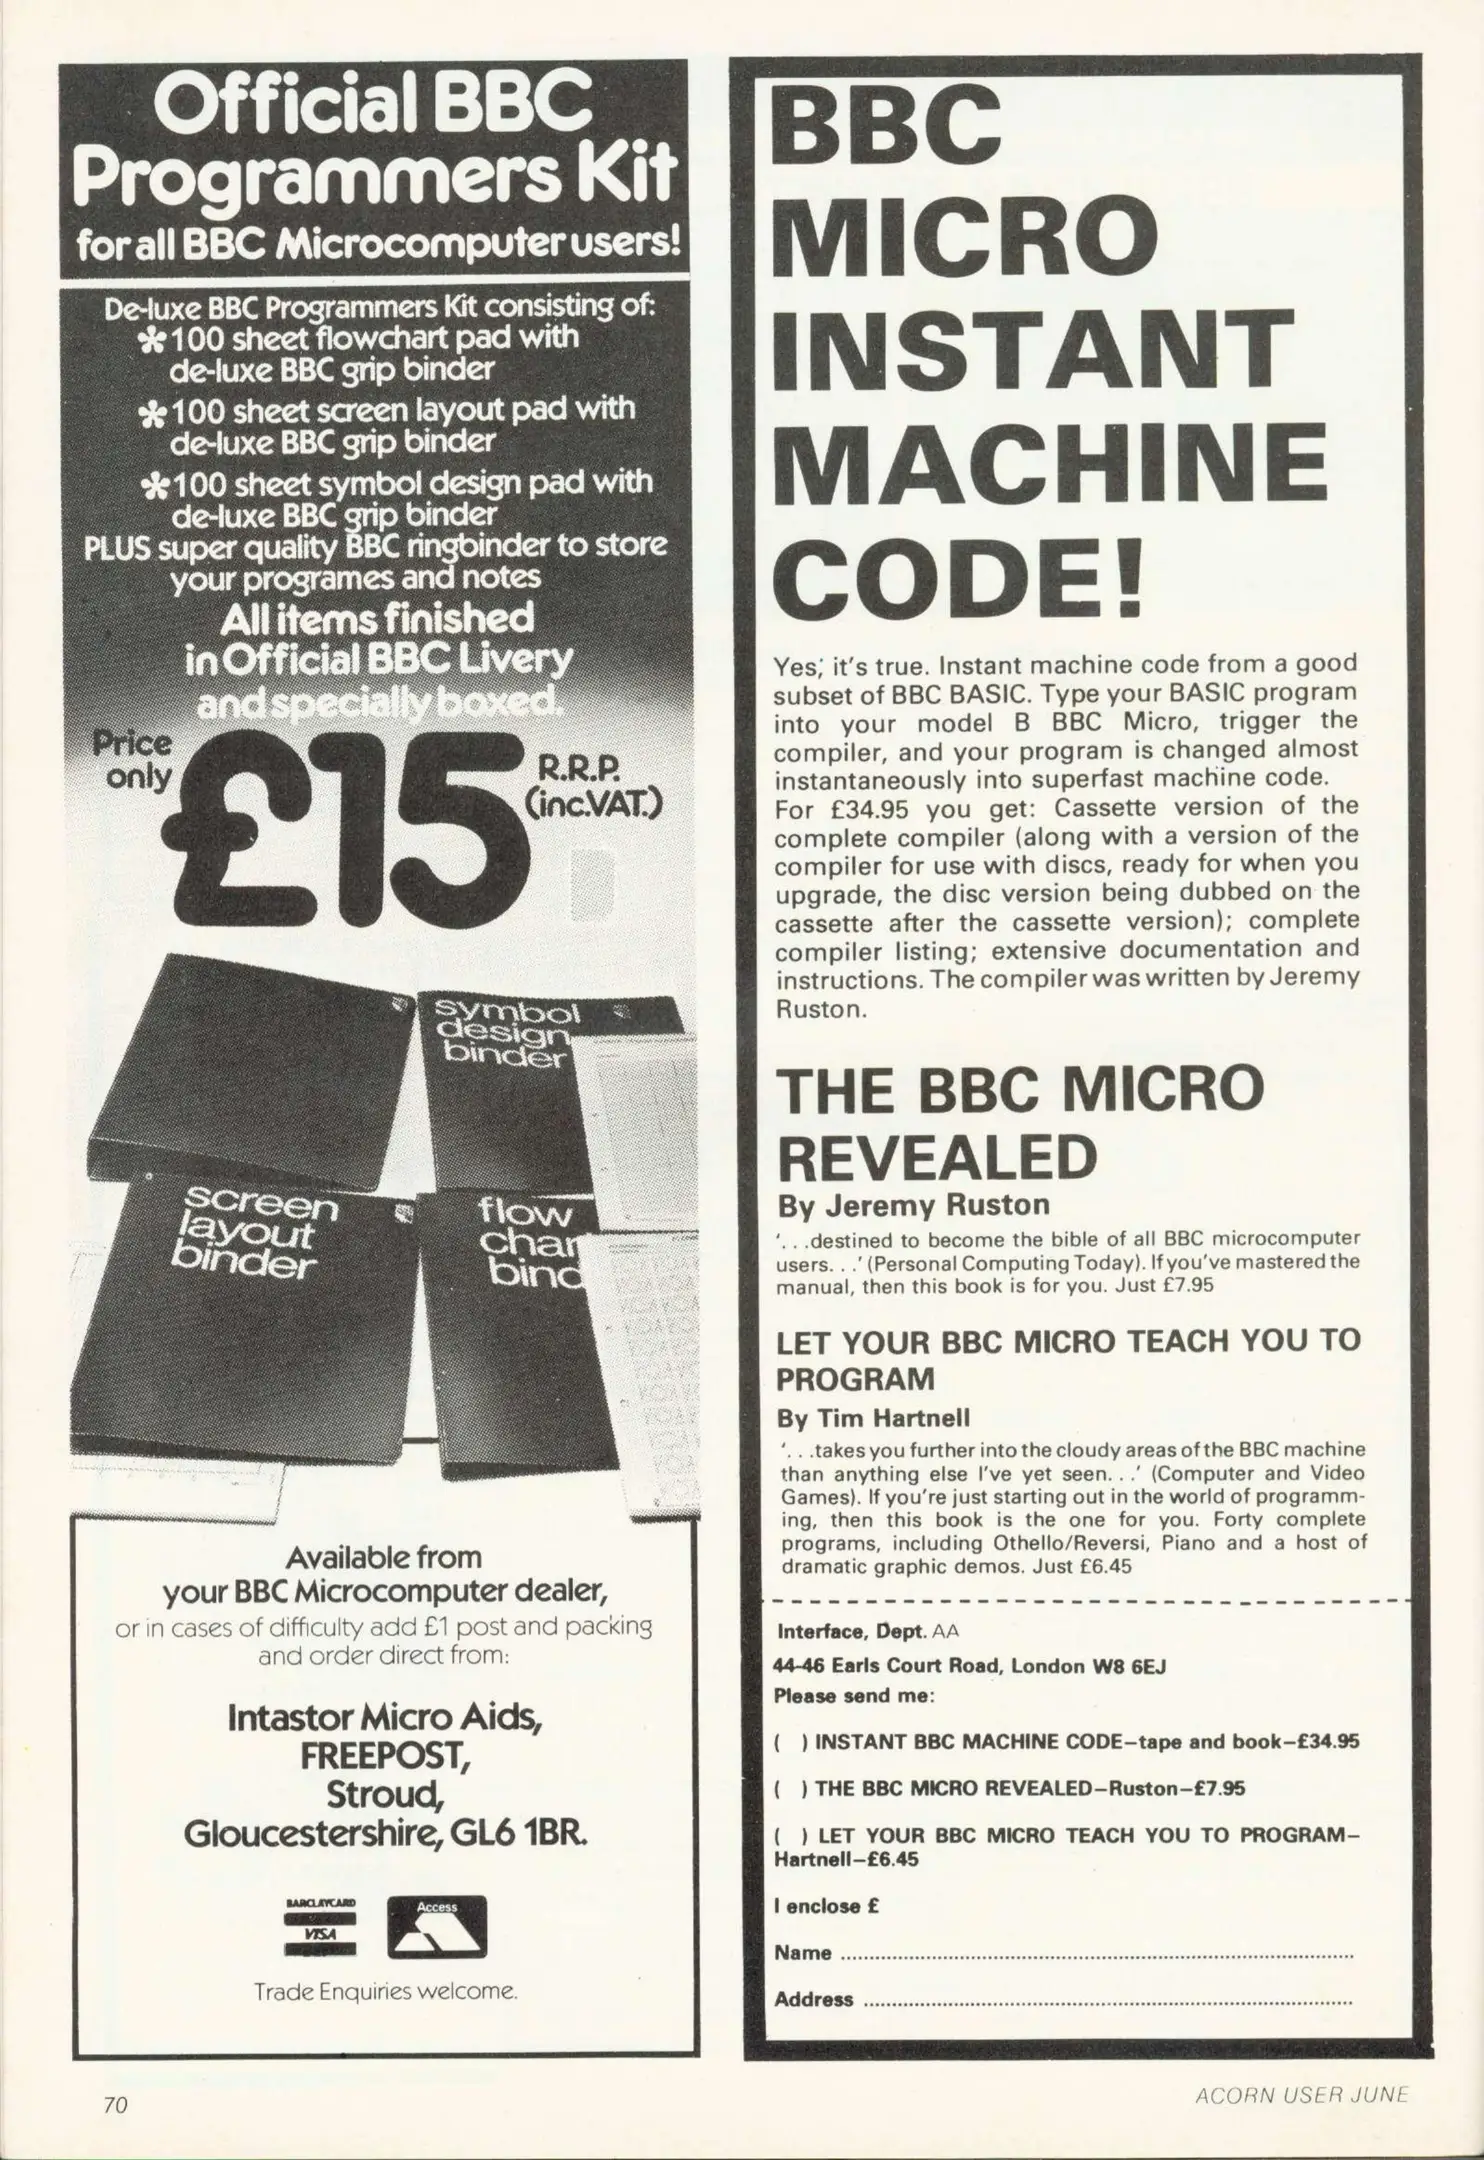 Official BBC
Programmers Kit
for all BBC Microcomputer users!
De-luxe BBC Programmers Kit consisting of:
*100 sheet flowchart pad with
de-luxe BBC grip binder
*100 sheet screen layout pad with
de-luxe BBC grip binder
*100 sheet symbol design pad with
de-luxe BBC grip binder
PLUS super quality BBC ringbinder to store
your programes and notes
All items finished
in Official BBC Livery
and specially boxed.
Price
only
£15
R.R.P.
(inc.VAT.)
symbol
design
binder
screen
layout
binder
flow
char
bind
Available from
your BBC Microcomputer dealer,
or in cases of difficulty add £1 post and packing
and order direct from:
Intastor Micro Aids,
FREEPOST,
Stroud,
Gloucestershire, GL6 1BR.
BARCLAYCARD
VISA
Access
Trade Enquiries welcome.
BBC
MICRO
INSTANT
MACHINE
CODE!
Yes, it's true. Instant machine code from a good
subset of BBC BASIC. Type your BASIC program
into your model B BBC Micro, trigger the
compiler, and your program is changed almost
instantaneously into superfast machine code.
For £34.95 you get: Cassette version of the
complete compiler (along with a version of the
compiler for use with discs, ready for when you
upgrade, the disc version being dubbed on the
cassette after the cassette version); complete
compiler listing; extensive documentation and
instructions. The compiler was written by Jeremy
Ruston.
THE BBC MICRO
REVEALED
By Jeremy Ruston
'. . .destined to become the bible of all BBC microcomputer
users. . .' (Personal Computing Today). If you've mastered the
manual, then this book is for you. Just £7.95
LET YOUR BBC MICRO TEACH YOU TO
PROGRAM
By Tim Hartnell
'. . .takes you further into the cloudy areas of the BBC machine
than anything else I've yet seen. . .' (Computer and Video
Games). If you're just starting out in the world of programm-
ing, then this book is the one for you. Forty complete
programs, including Othello/Reversi, Piano and a host of
dramatic graphic demos. Just £6.45
Interface, Dept. AA
44-46 Earls Court Road, London W8 6EJ
Please send me:
( ) INSTANT BBC MACHINE CODE–tape and book–£34.95
( ) THE BBC MICRO REVEALED–Ruston–£7.95
( ) LET YOUR BBC MICRO TEACH YOU TO PROGRAM–
Hartnell–£6.45
I enclose £
Name
Address
70
ACORN USER JUNE